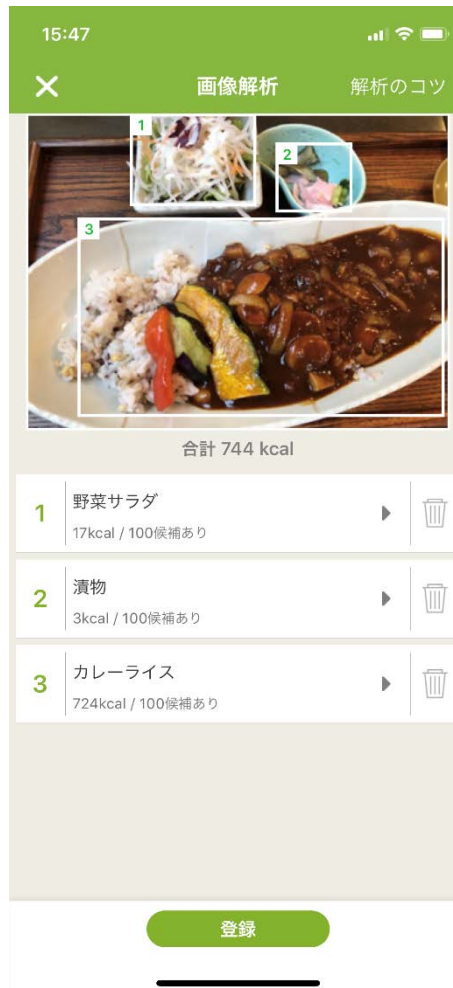 15:47
画像解析
解析のコツ
1
2
3
合計 744 kcal
1
野菜サラダ
17kcal / 100候補あり
2
漬物
3kcal / 100候補あり
3
カレーライス
724kcal / 100候補あり
登録